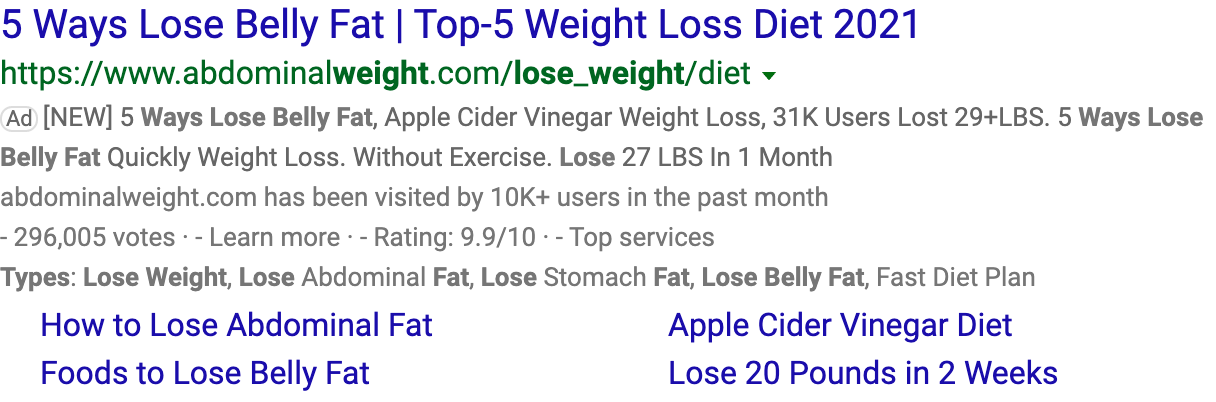 5 Ways Lose Belly Fat | Top-5 Weight Loss Diet 2021
https://www.abdominalweight.com/lose_weight/diet
Ad [NEW] 5 Ways Lose Belly Fat, Apple Cider Vinegar Weight Loss, 31K Users Lost 29+LBS. 5 Ways Lose
Belly Fat Quickly Weight Loss. Without Exercise. Lose 27 LBS In 1 Month
abdominalweight.com has been visited by 10K+ users in the past month
- 296,005 votes · - Learn more · - Rating: 9.9/10 · - Top services
Types: Lose Weight, Lose Abdominal Fat, Lose Stomach Fat, Lose Belly Fat, Fast Diet Plan
How to Lose Abdominal Fat Apple Cider Vinegar Diet
Foods to Lose Belly Fat Lose 20 Pounds in 2 Weeks